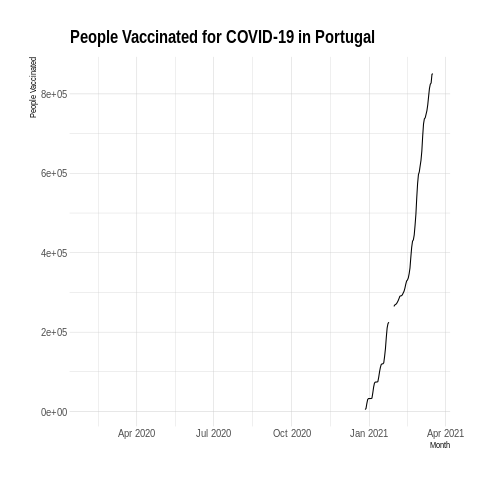 People Vaccinated for COVID-19 in Portugal
People Vaccinated
8e+05
6e+05
4e+05
2e+05
0e+00
Apr 2020 Jul 2020 Oct 2020 Jan 2021 Apr 2021
Month